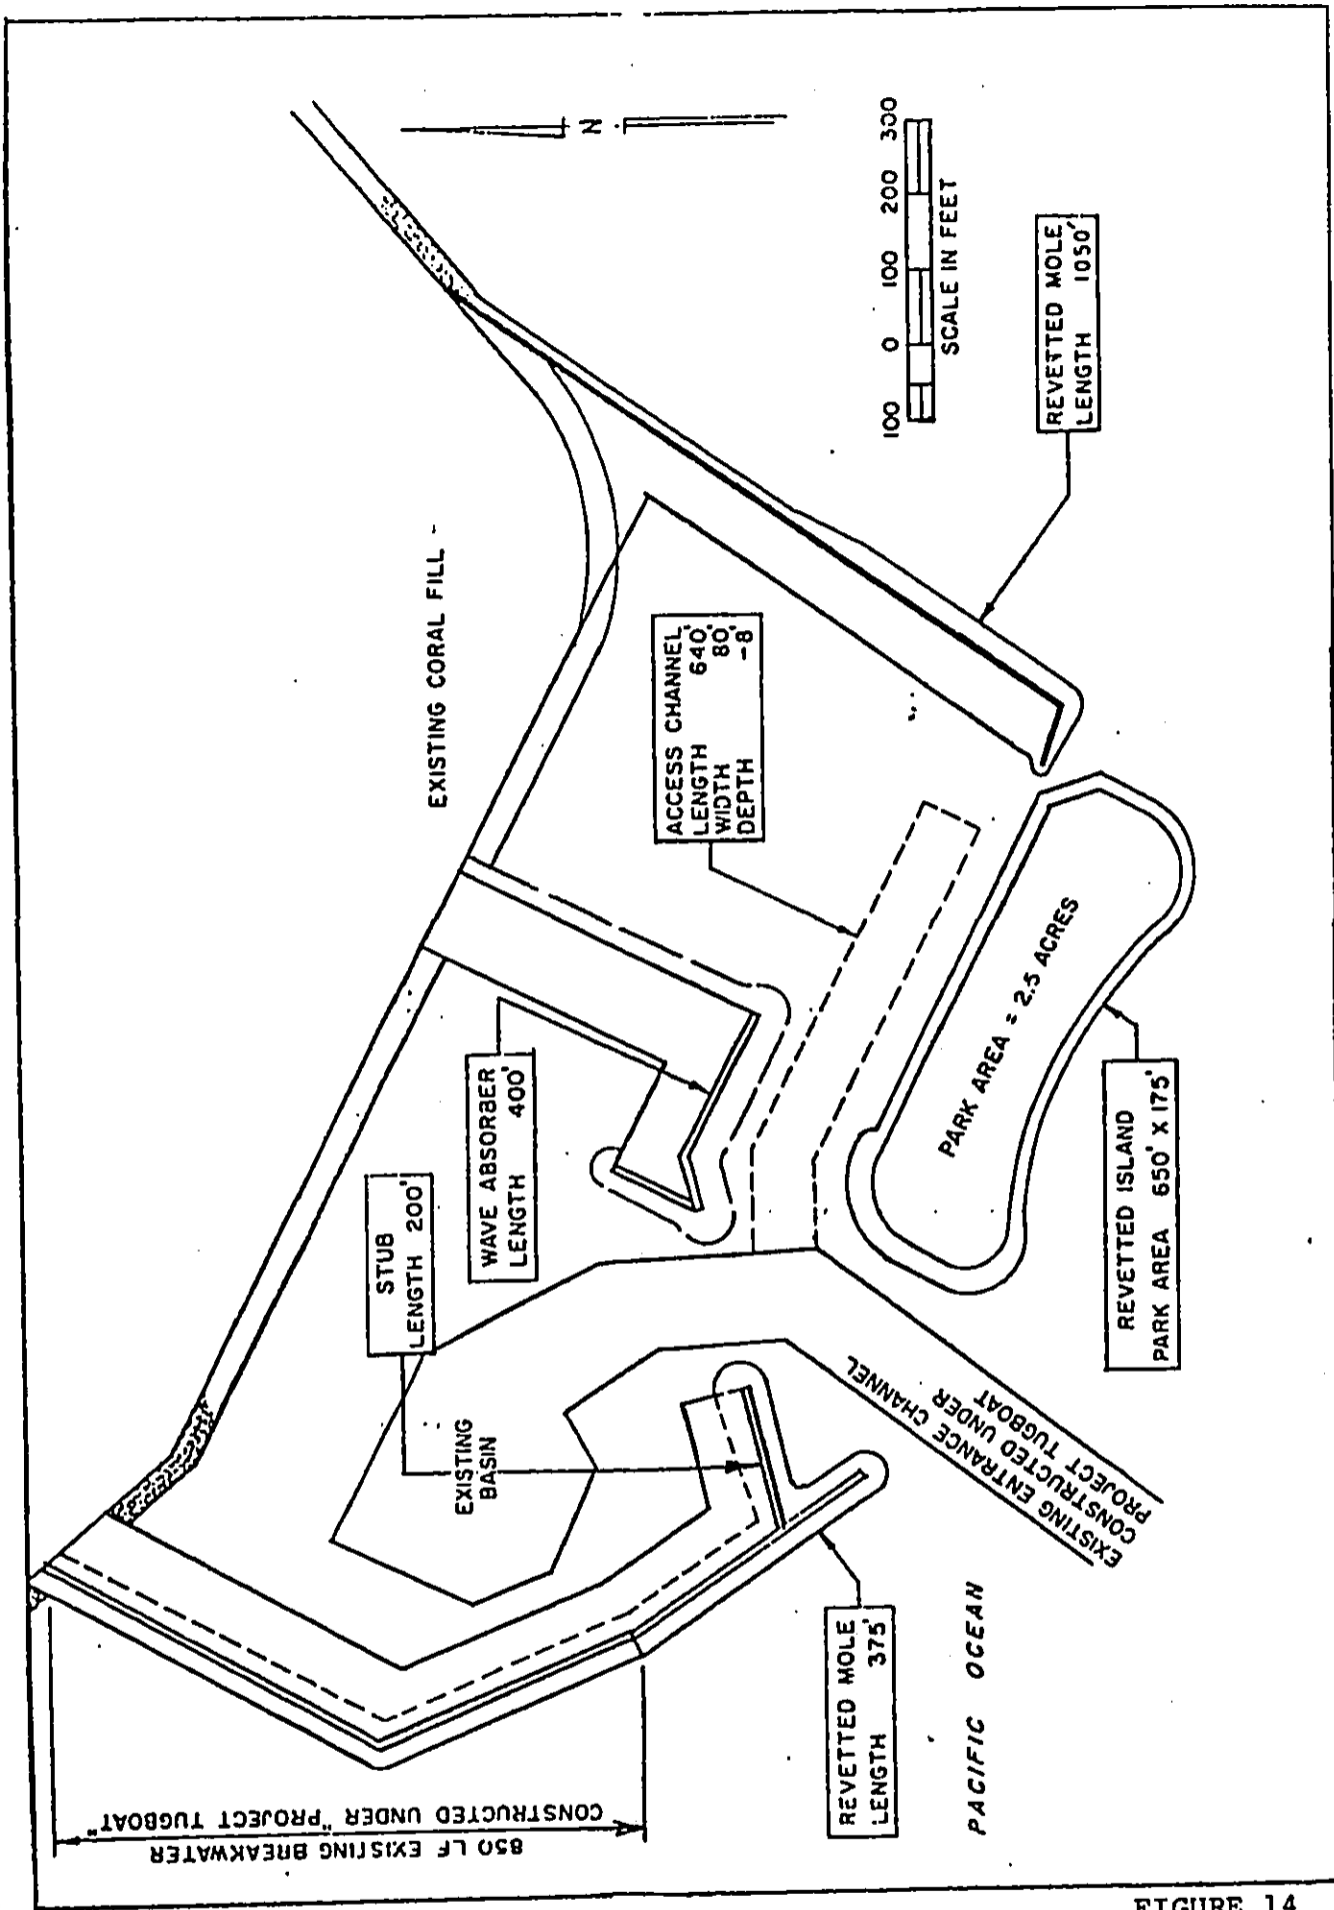 850 LF EXISTING BREAKWATER
CONSTRUCTED UNDER "PROJECT TUGBOAT"
STUB
LENGTH 200'
EXISTING
BASIN
WAVE ABSORBER
LENGTH 400'
EXISTING CORAL FILL
N
ACCESS CHANNEL
LENGTH 640'
WIDTH 80'
DEPTH -8'
100 0 100 200 300
SCALE IN FEET
REVETTED MOLE
LENGTH 1050'
PARK AREA = 2.5 ACRES
REVETTED ISLAND
PARK AREA 650' X 175'
EXISTING ENTRANCE CHANNEL
CONSTRUCTED UNDER
PROJECT TUGBOAT
REVETTED MOLE
LENGTH 375'
PACIFIC OCEAN
FIGURE 14